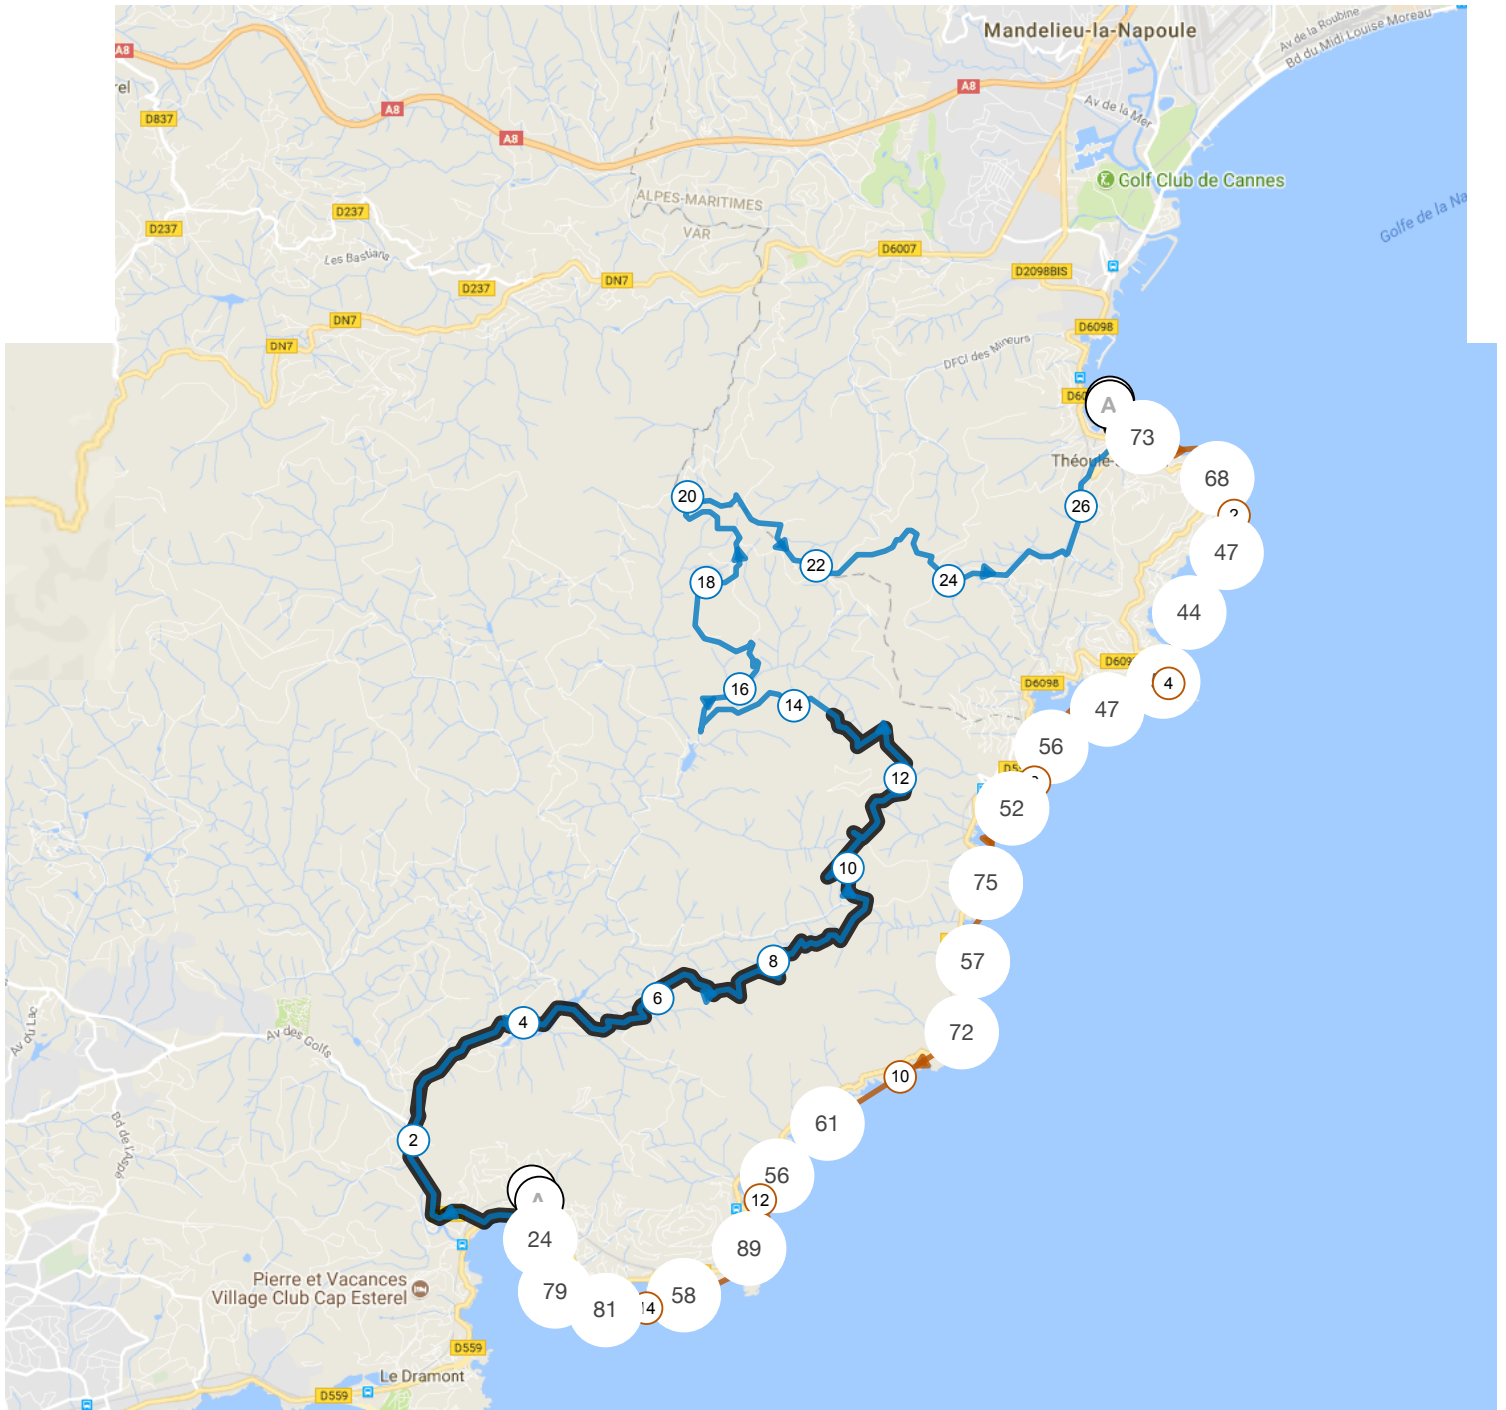 Mandelieu-la-Napoule
Av de la Roubine
Bd du Midi Louise Moreau
A8
rel
A8
A8
A8
D837
Av de la Mer
Golf Club de Cannes
ALPES-MARITIMES
VAR
D237
D237
Les Bastians
D237
DN7
DN7
DN7
D6007
D2098BIS
Golfe de la Na
D6098
DFCI des Mineurs
A
73
68
2
47
44
4
47
56
52
75
57
72
10
61
56
12
89
58
14
81
79
24
20
18
22
24
26
16
14
12
10
8
6
4
2
D6098
Av du Lac
Av des Golfs
Bd de l'Aspé
Pierre et Vacances
Village Club Cap Esterel
D559
Le Dramont
D559